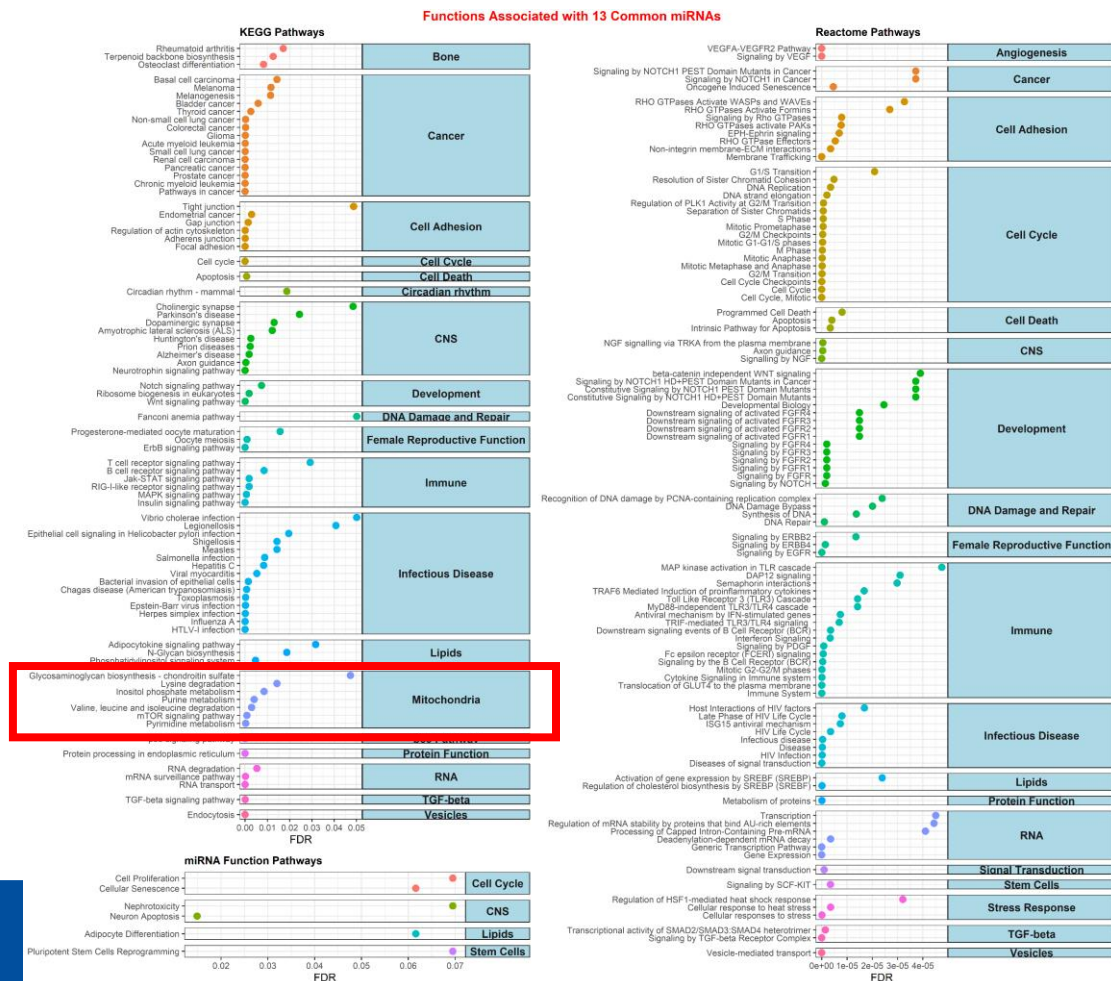 Functions Associated with 13 Common miRNAs
KEGG Pathways
Rheumatoid arthritis
Terpenoid backbone biosynthesis
Osteoclast differentiation
Bone
Basal cell carcinoma
Melanoma
Melanogenesis
Bladder cancer
Thyroid cancer
Non-small cell lung cancer
Colorectal cancer
Glioma
Acute myeloid leukemia
Small cell lung cancer
Renal cell carcinoma
Pancreatic cancer
Prostate cancer
Chronic myeloid leukemia
Pathways in cancer
Cancer
Tight junction
Endometrial cancer
Gap junction
Regulation of actin cytoskeleton
Adherens junction
Focal adhesion
Cell Adhesion
Cell cycle
Cell Cycle
Apoptosis
Cell Death
Circadian rhythm - mammal
Circadian rhythm
Cholinergic synapse
Parkinson's disease
Dopaminergic synapse
Amyotrophic lateral sclerosis (ALS)
Huntington's disease
Prion diseases
Alzheimer's disease
Axon guidance
Neurotrophin signaling pathway
CNS
Notch signaling pathway
Ribosome biogenesis in eukaryotes
Wnt signaling pathway
Development
Fanconi anemia pathway
DNA Damage and Repair
Progesterone-mediated oocyte maturation
Oocyte meiosis
ErbB signaling pathway
Female Reproductive Function
T cell receptor signaling pathway
B cell receptor signaling pathway
Jak-STAT signaling pathway
RIG-I-like receptor signaling pathway
MAPK signaling pathway
Insulin signaling pathway
Immune
Vibrio cholerae infection
Legionellosis
Epithelial cell signaling in Helicobacter pylori infection
Shigellosis
Measles
Salmonella infection
Hepatitis C
Viral myocarditis
Bacterial invasion of epithelial cells
Chagas disease (American trypanosomiasis)
Toxoplasmosis
Epstein-Barr virus infection
Herpes simplex infection
Influenza A
HTLV-I infection
Infectious Disease
Adipocytokine signaling pathway
N-Glycan biosynthesis
Phosphatidylinositol signaling system
Lipids
Glycosaminoglycan biosynthesis - chondroitin sulfate
Lysine degradation
Inositol phosphate metabolism
Purine metabolism
Valine, leucine and isoleucine degradation
mTOR signaling pathway
Pyrimidine metabolism
Mitochondria
signaling pathway
Protein processing in endoplasmic reticulum
Protein Function
RNA degradation
mRNA surveillance pathway
RNA transport
RNA
TGF-beta signaling pathway
TGF-beta
Endocytosis
Vesicles
0.00 0.01 0.02 0.03 0.04 0.05
FDR
miRNA Function Pathways
Cell Proliferation
Cellular Senescence
Cell Cycle
Nephrotoxicity
Neuron Apoptosis
CNS
Adipocyte Differentiation
Lipids
Pluripotent Stem Cells Reprogramming
Stem Cells
0.02 0.03 0.04 0.05 0.06 0.07
FDR
Reactome Pathways
VEGFA-VEGFR2 Pathway
Signaling by VEGF
Angiogenesis
Signaling by NOTCH1 PEST Domain Mutants in Cancer
Signaling by NOTCH1 in Cancer
Oncogene Induced Senescence
Cancer
RHO GTPases Activate WASPs and WAVEs
RHO GTPases Activate Formins
Signaling by Rho GTPases
RHO GTPases activate PAKs
EPH-Ephrin signaling
RHO GTPase Effectors
Non-integrin membrane-ECM interactions
Membrane Trafficking
Cell Adhesion
G1/S Transition
Resolution of Sister Chromatid Cohesion
DNA Replication
DNA strand elongation
Regulation of PLK1 Activity at G2/M Transition
Separation of Sister Chromatids
S Phase
Mitotic Prometaphase
G2/M Checkpoints
Mitotic G1-G1/S phases
M Phase
Mitotic Anaphase
Mitotic Metaphase and Anaphase
G2/M Transition
Cell Cycle Checkpoints
Cell Cycle
Cell Cycle, Mitotic
Cell Cycle
Programmed Cell Death
Apoptosis
Intrinsic Pathway for Apoptosis
Cell Death
NGF signalling via TRKA from the plasma membrane
Axon guidance
Signalling by NGF
CNS
beta-catenin independent WNT signaling
Signaling by NOTCH1 HD+PEST Domain Mutants in Cancer
Constitutive Signaling by NOTCH1 PEST Domain Mutants
Constitutive Signaling by NOTCH1 HD+PEST Domain Mutants
Developmental Biology
Downstream signaling of activated FGFR4
Downstream signaling of activated FGFR3
Downstream signaling of activated FGFR2
Downstream signaling of activated FGFR1
Signaling by FGFR4
Signaling by FGFR3
Signaling by FGFR2
Signaling by FGFR1
Signaling by FGFR
Signaling by NOTCH
Development
Recognition of DNA damage by PCNA-containing replication complex
DNA Damage Bypass
Synthesis of DNA
DNA Repair
DNA Damage and Repair
Signaling by ERBB2
Signaling by ERBB4
Signaling by EGFR
Female Reproductive Function
MAP kinase activation in TLR cascade
DAP12 signaling
Semaphorin interactions
TRAF6 Mediated Induction of proinflammatory cytokines
Toll Like Receptor 3 (TLR3) Cascade
MyD88-independent TLR3/TLR4 cascade
Antiviral mechanism by IFN-stimulated genes
TRIF-mediated TLR3/TLR4 signaling
Downstream signaling events of B Cell Receptor (BCR)
Interferon Signaling
Signaling by PDGF
Fc epsilon receptor (FCERI) signaling
Signaling by the B Cell Receptor (BCR)
Mitotic G2-G2/M phases
Cytokine Signaling in Immune system
Translocation of GLUT4 to the plasma membrane
Immune System
Immune
Host Interactions of HIV factors
Late Phase of HIV Life Cycle
ISG15 antiviral mechanism
HIV Life Cycle
Infectious disease
Disease
HIV Infection
Diseases of signal transduction
Infectious Disease
Activation of gene expression by SREBF (SREBP)
Regulation of cholesterol biosynthesis by SREBP (SREBF)
Lipids
Metabolism of proteins
Protein Function
Transcription
Regulation of mRNA stability by proteins that bind AU-rich elements
Processing of Capped Intron-Containing Pre-mRNA
Deadenylation-dependent mRNA decay
Generic Transcription Pathway
Gene Expression
RNA
Downstream signal transduction
Signal Transduction
Signaling by SCF-KIT
Stem Cells
Regulation of HSF1-mediated heat shock response
Cellular response to heat stress
Cellular responses to stress
Stress Response
Transcriptional activity of SMAD2/SMAD3:SMAD4 heterotrimer
Signaling by TGF-beta Receptor Complex
TGF-beta
Vesicle-mediated transport
Vesicles
0e+00 1e-05 2e-05 3e-05 4e-05
FDR